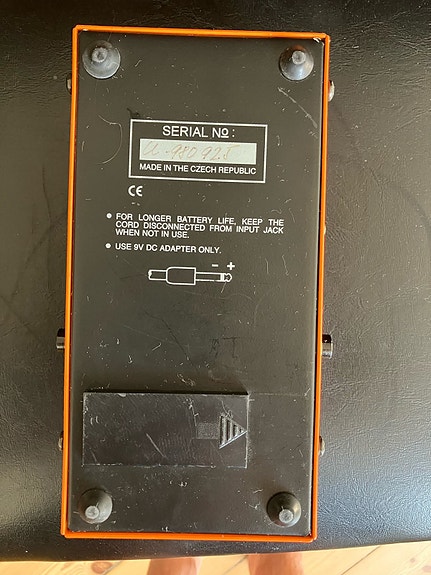 SERIAL No :
MADE IN THE CZECH REPUBLIC
CE
● FOR LONGER BATTERY LIFE, KEEP THE
CORD DISCONNECTED FROM INPUT JACK
WHEN NOT IN USE.
● USE 9V DC ADAPTER ONLY.
- +